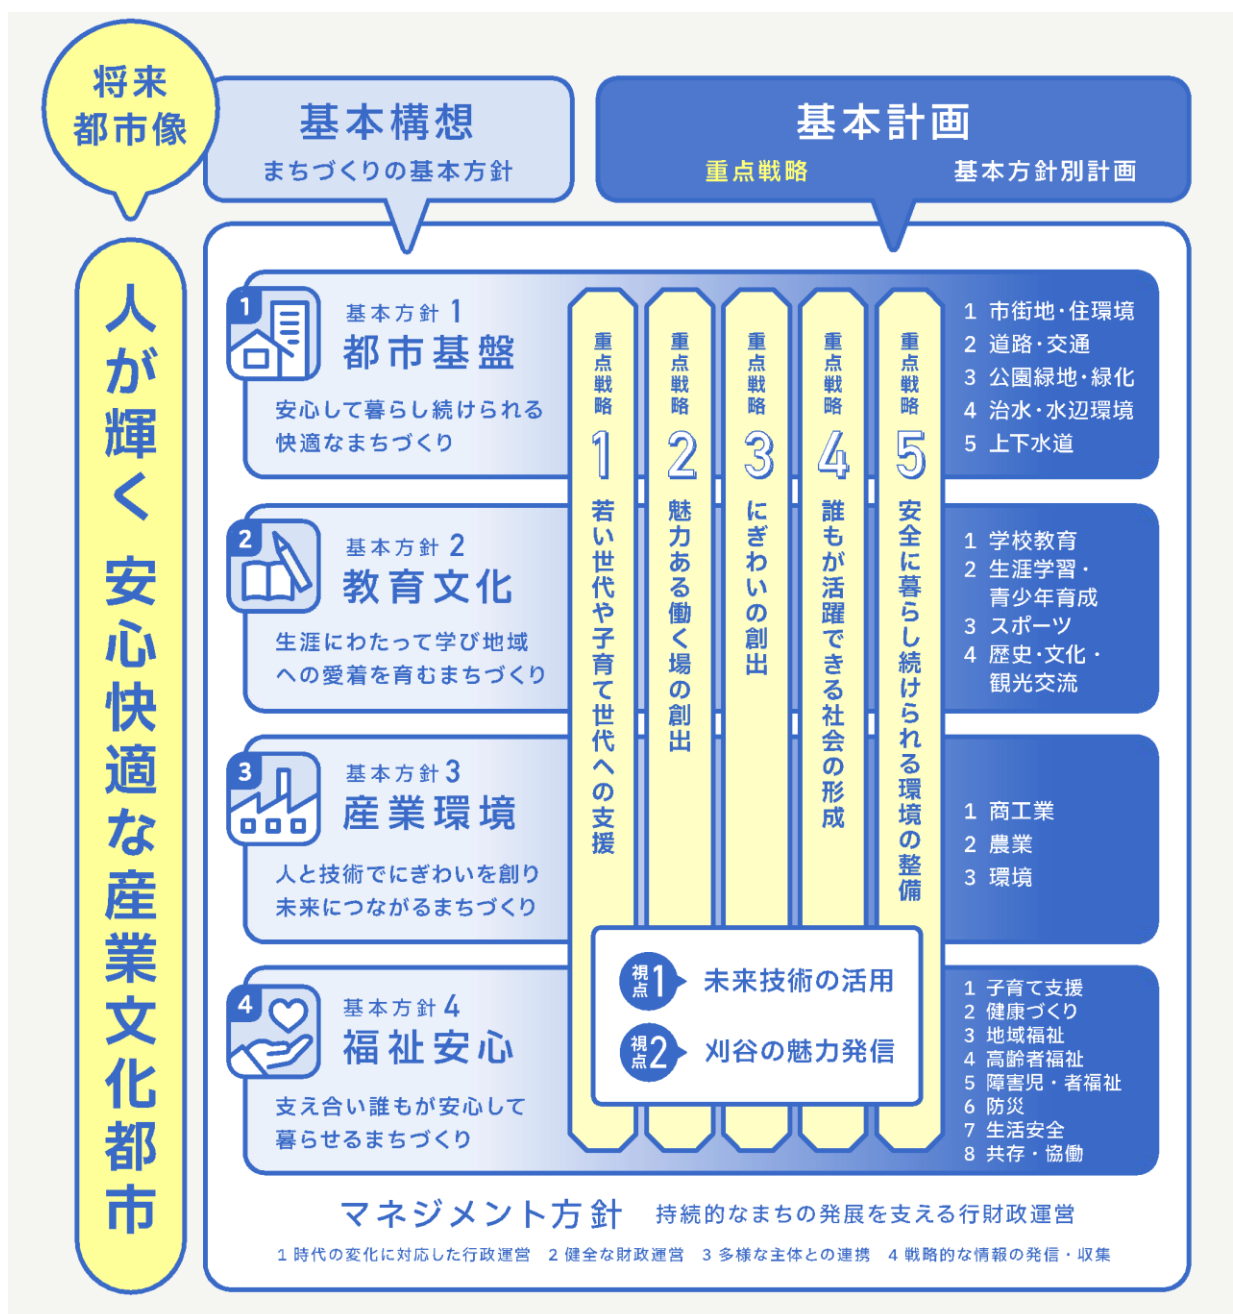 将来
都市像
人が輝く 安心快適な産業文化都市
基本構想
まちづくりの基本方針
基本計画
重点戦略 基本方針別計画
1
基本方針 1
都市基盤
安心して暮らし続けられる
快適なまちづくり
2
基本方針 2
教育文化
生涯にわたって学び地域
への愛着を育むまちづくり
3
基本方針 3
産業環境
人と技術でにぎわいを創り
未来につながるまちづくり
4
基本方針 4
福祉安心
支え合い誰もが安心して
暮らせるまちづくり
重点戦略 1 若い世代や子育て世代への支援
重点戦略 2 魅力ある働く場の創出
重点戦略 3 にぎわいの創出
重点戦略 4 誰もが活躍できる社会の形成
重点戦略 5 安全に暮らし続けられる環境の整備
視点1 未来技術の活用
視点2 刈谷の魅力発信
1 市街地・住環境
2 道路・交通
3 公園緑地・緑化
4 治水・水辺環境
5 上下水道
1 学校教育
2 生涯学習・
青少年育成
3 スポーツ
4 歴史・文化・
観光交流
1 商工業
2 農業
3 環境
1 子育て支援
2 健康づくり
3 地域福祉
4 高齢者福祉
5 障害児・者福祉
6 防災
7 生活安全
8 共存・協働
マネジメント方針 持続的なまちの発展を支える行財政運営
1 時代の変化に対応した行政運営 2 健全な財政運営 3 多様な主体との連携 4 戦略的な情報の発信・収集